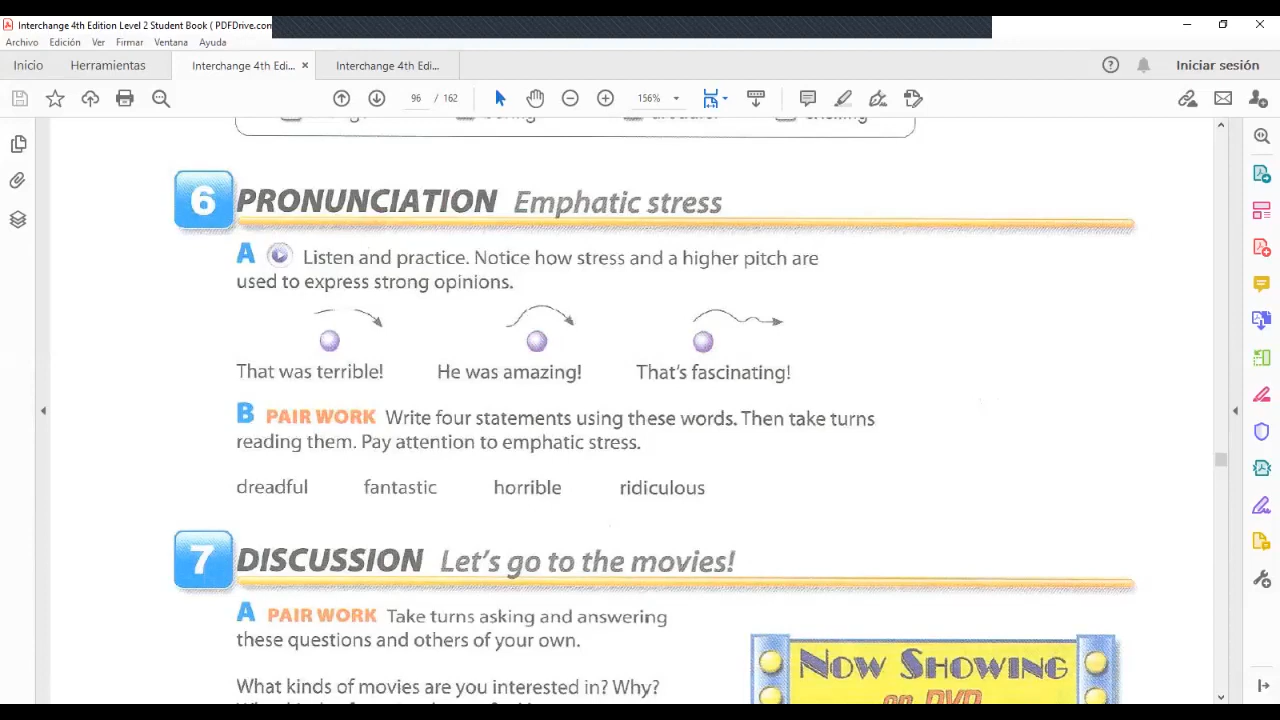 Interchange 4th Edition Level 2 Student Book ( PDFDrive.com
Archivo Edición Ver Firmar Ventana Ayuda
Inicio Herramientas Interchange 4th Edi... × Interchange 4th Edi... Iniciar sesión
96 / 162 156%
6 PRONUNCIATION Emphatic stress
A Listen and practice. Notice how stress and a higher pitch are
used to express strong opinions.
That was terrible! He was amazing! That's fascinating!
B PAIR WORK Write four statements using these words. Then take turns
reading them. Pay attention to emphatic stress.
dreadful fantastic horrible ridiculous
7 DISCUSSION Let's go to the movies!
A PAIR WORK Take turns asking and answering
these questions and others of your own.
What kinds of movies are you interested in? Why?
NOW SHOWING
on DVD